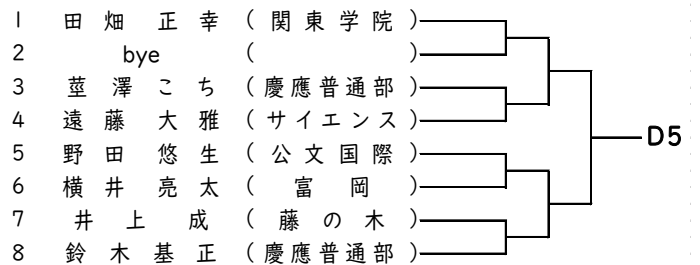 1 田畑 正幸 (関東学院)
2 bye ( )
3 莖澤こち (慶應普通部)
4 遠藤 大雅 (サイエンス)
5 野田 悠生 (公文国際)
6 横井 亮太 (富岡)
7 井上 成 (藤の木)
8 鈴木基正 (慶應普通部)
D5